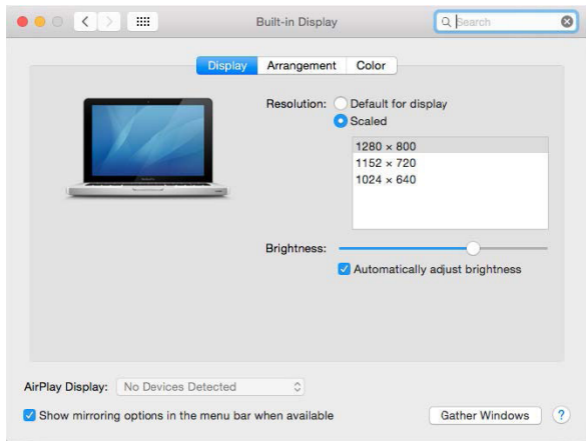 Built-in Display
Search
Display Arrangement Color
Resolution: Default for display
Scaled
1280 × 800
1152 × 720
1024 × 640
Brightness:
Automatically adjust brightness
AirPlay Display: No Devices Detected
Show mirroring options in the menu bar when available
Gather Windows ?